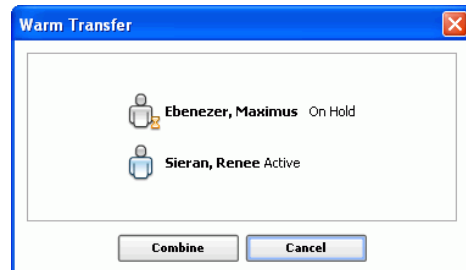 Warm Transfer
Ebenezer, Maximus On Hold
Sieran, Renee Active
Combine Cancel